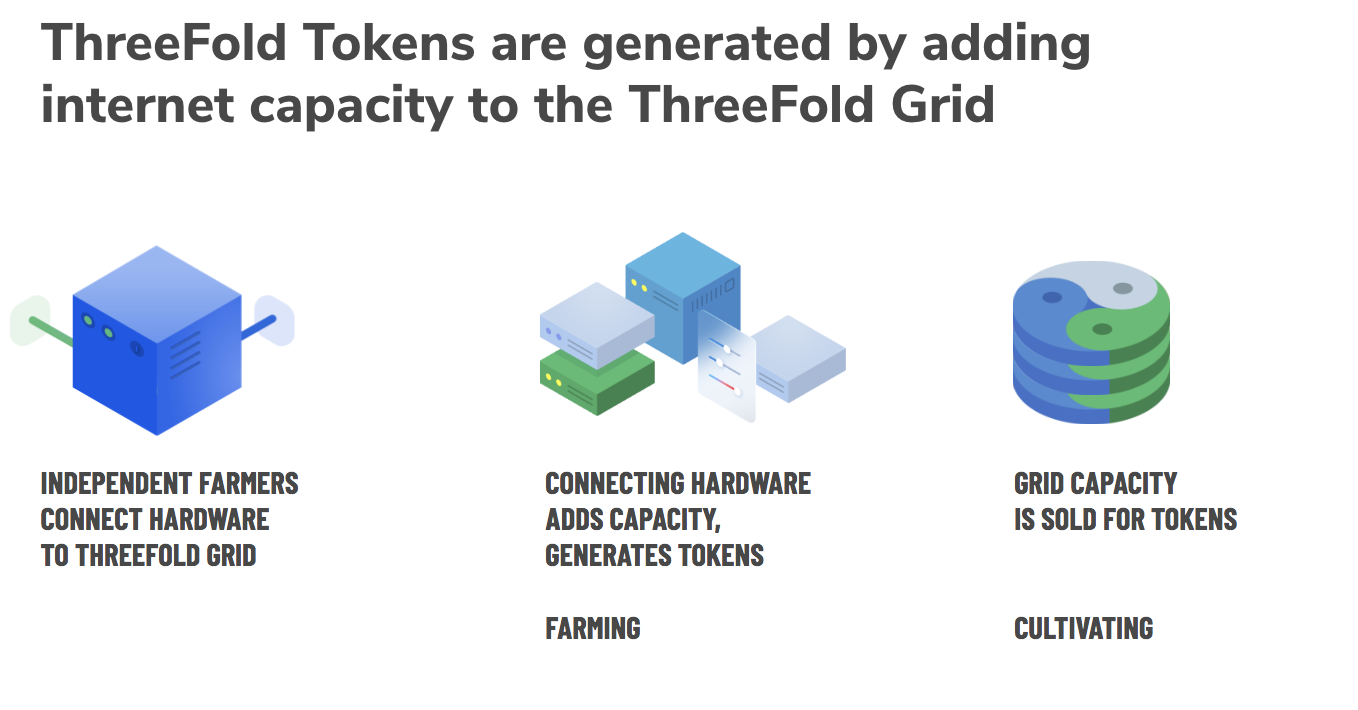 ThreeFold Tokens are generated by adding
internet capacity to the ThreeFold Grid
INDEPENDENT FARMERS
CONNECT HARDWARE
TO THREEFOLD GRID
CONNECTING HARDWARE
ADDS CAPACITY,
GENERATES TOKENS
FARMING
GRID CAPACITY
IS SOLD FOR TOKENS
CULTIVATING